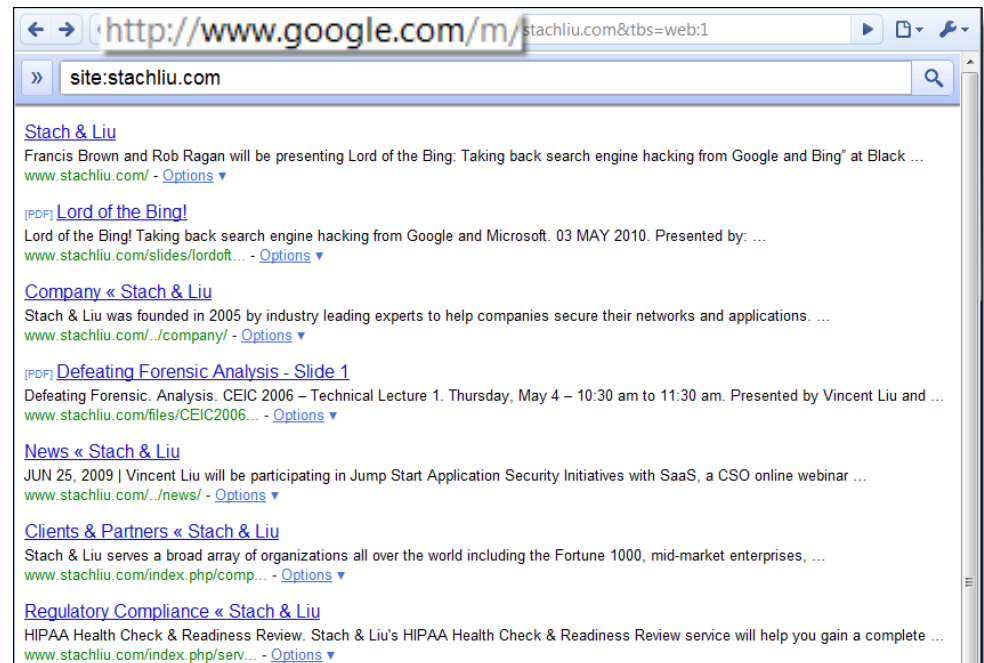 http://www.google.com/m/stachliu.com&tbs=web:1
» site:stachliu.com
Stach & Liu
Francis Brown and Rob Ragan will be presenting Lord of the Bing: Taking back search engine hacking from Google and Bing" at Black ...
www.stachliu.com/ - Options ▼
[PDF] Lord of the Bing!
Lord of the Bing! Taking back search engine hacking from Google and Microsoft. 03 MAY 2010. Presented by: ...
www.stachliu.com/slides/lordoft... - Options ▼
Company « Stach & Liu
Stach & Liu was founded in 2005 by industry leading experts to help companies secure their networks and applications. ...
www.stachliu.com/../company/ - Options ▼
[PDF] Defeating Forensic Analysis - Slide 1
Defeating Forensic. Analysis. CEIC 2006 – Technical Lecture 1. Thursday, May 4 – 10:30 am to 11:30 am. Presented by Vincent Liu and ...
www.stachliu.com/files/CEIC2006... - Options ▼
News « Stach & Liu
JUN 25, 2009 | Vincent Liu will be participating in Jump Start Application Security Initiatives with SaaS, a CSO online webinar ...
www.stachliu.com/../news/ - Options ▼
Clients & Partners « Stach & Liu
Stach & Liu serves a broad array of organizations all over the world including the Fortune 1000, mid-market enterprises, ...
www.stachliu.com/index.php/comp... - Options ▼
Regulatory Compliance « Stach & Liu
HIPAA Health Check & Readiness Review. Stach & Liu's HIPAA Health Check & Readiness Review service will help you gain a complete ...
www.stachliu.com/index.php/serv... - Options ▼